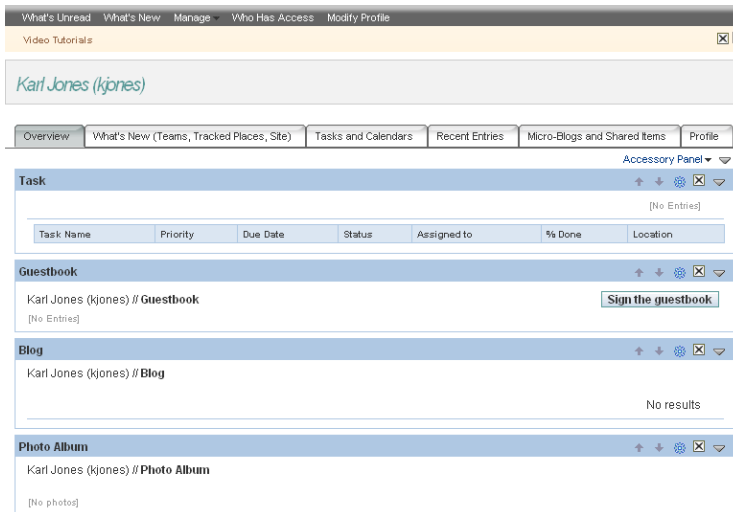 What's Unread What's New Manage Who Has Access Modify Profile
Video Tutorials
Karl Jones (kjones)
Overview What's New (Teams, Tracked Places, Site) Tasks and Calendars Recent Entries Micro-Blogs and Shared Items Profile
Accessory Panel
Task
[No Entries]
Task Name Priority Due Date Status Assigned to % Done Location
Guestbook
Karl Jones (kjones) // Guestbook Sign the guestbook
[No Entries]
Blog
Karl Jones (kjones) // Blog
No results
Photo Album
Karl Jones (kjones) // Photo Album
[No photos]